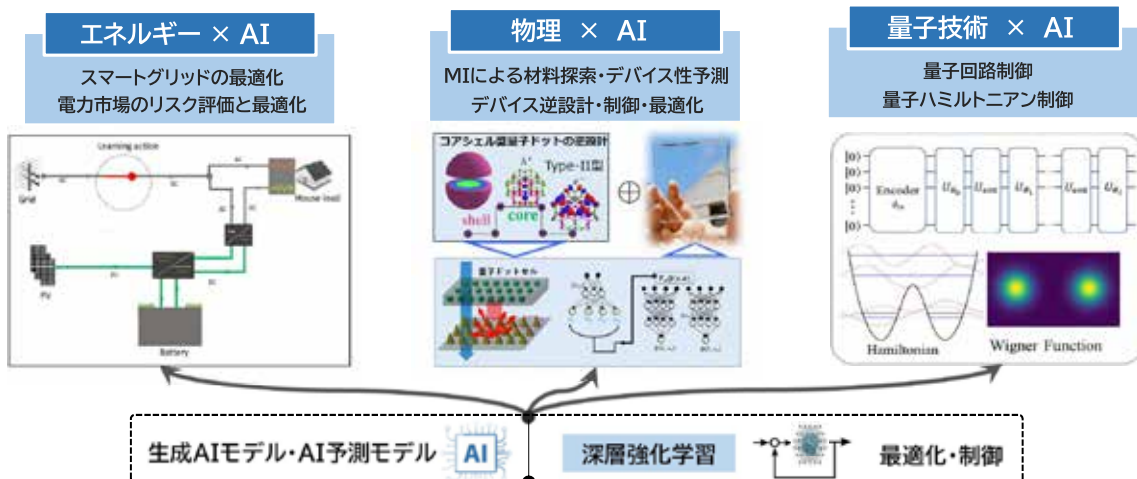 エネルギー × AI
スマートグリッドの最適化
電力市場のリスク評価と最適化
物理 × AI
MIによる材料探索・デバイス性予測
デバイス逆設計・制御・最適化
量子技術 × AI
量子回路制御
量子ハミルトニアン制御
Learning action
Grid
PV
Battery
コアシェル型量子ドットの逆設計
Type-II型
shell
core
量子ドットセル
|0⟩
|0⟩
|0⟩
|0⟩
Encoder
Hamiltonian
Wigner Function
生成AIモデル・AI予測モデル
AI
深層強化学習
最適化・制御